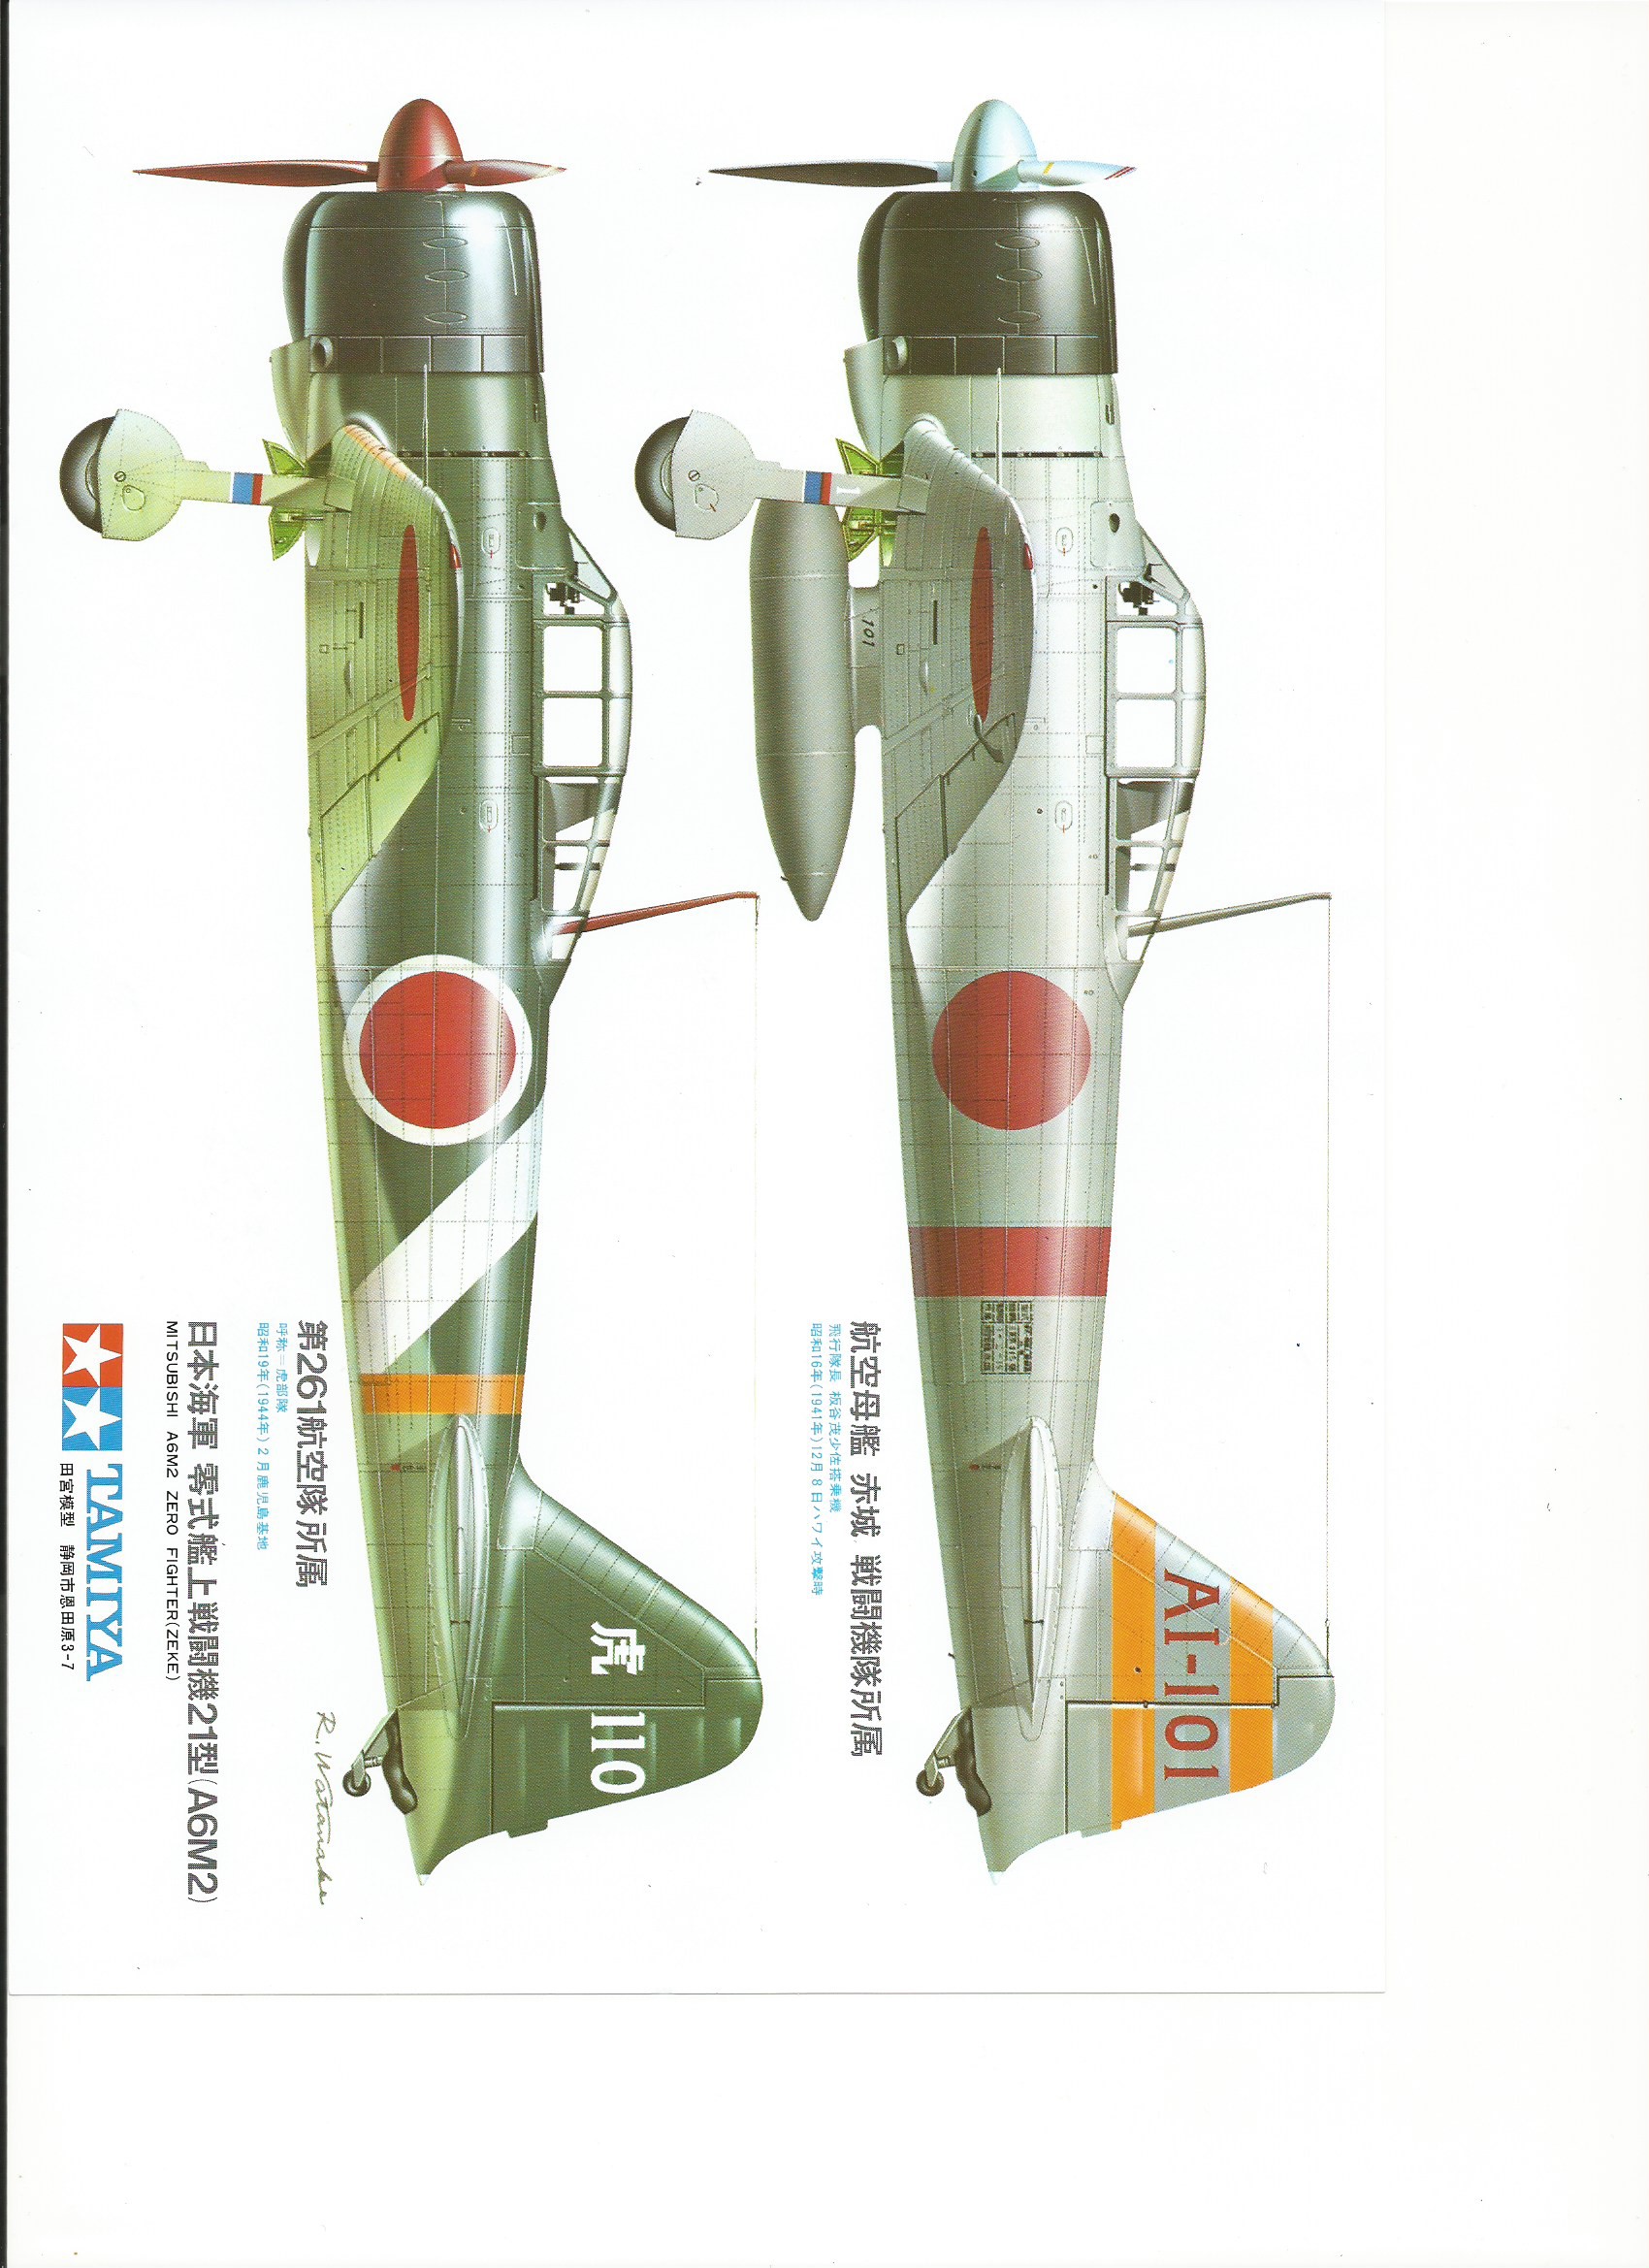 AI-101
101
1
航空母艦 赤城 戦闘機隊所属
飛行隊長 板谷茂少佐搭乗機
昭和16年(1941年)12月8日ハワイ攻撃時
虎 110
第261航空隊所属
呼称=虎部隊
昭和19年(1944年)2月鹿児島基地
R. Watanabe
日本海軍 零式艦上戦闘機21型(A6M2)
MITSUBISHI A6M2 ZERO FIGHTER(ZEKE)
TAMIYA
田宮模型 静岡市恩田原3-7